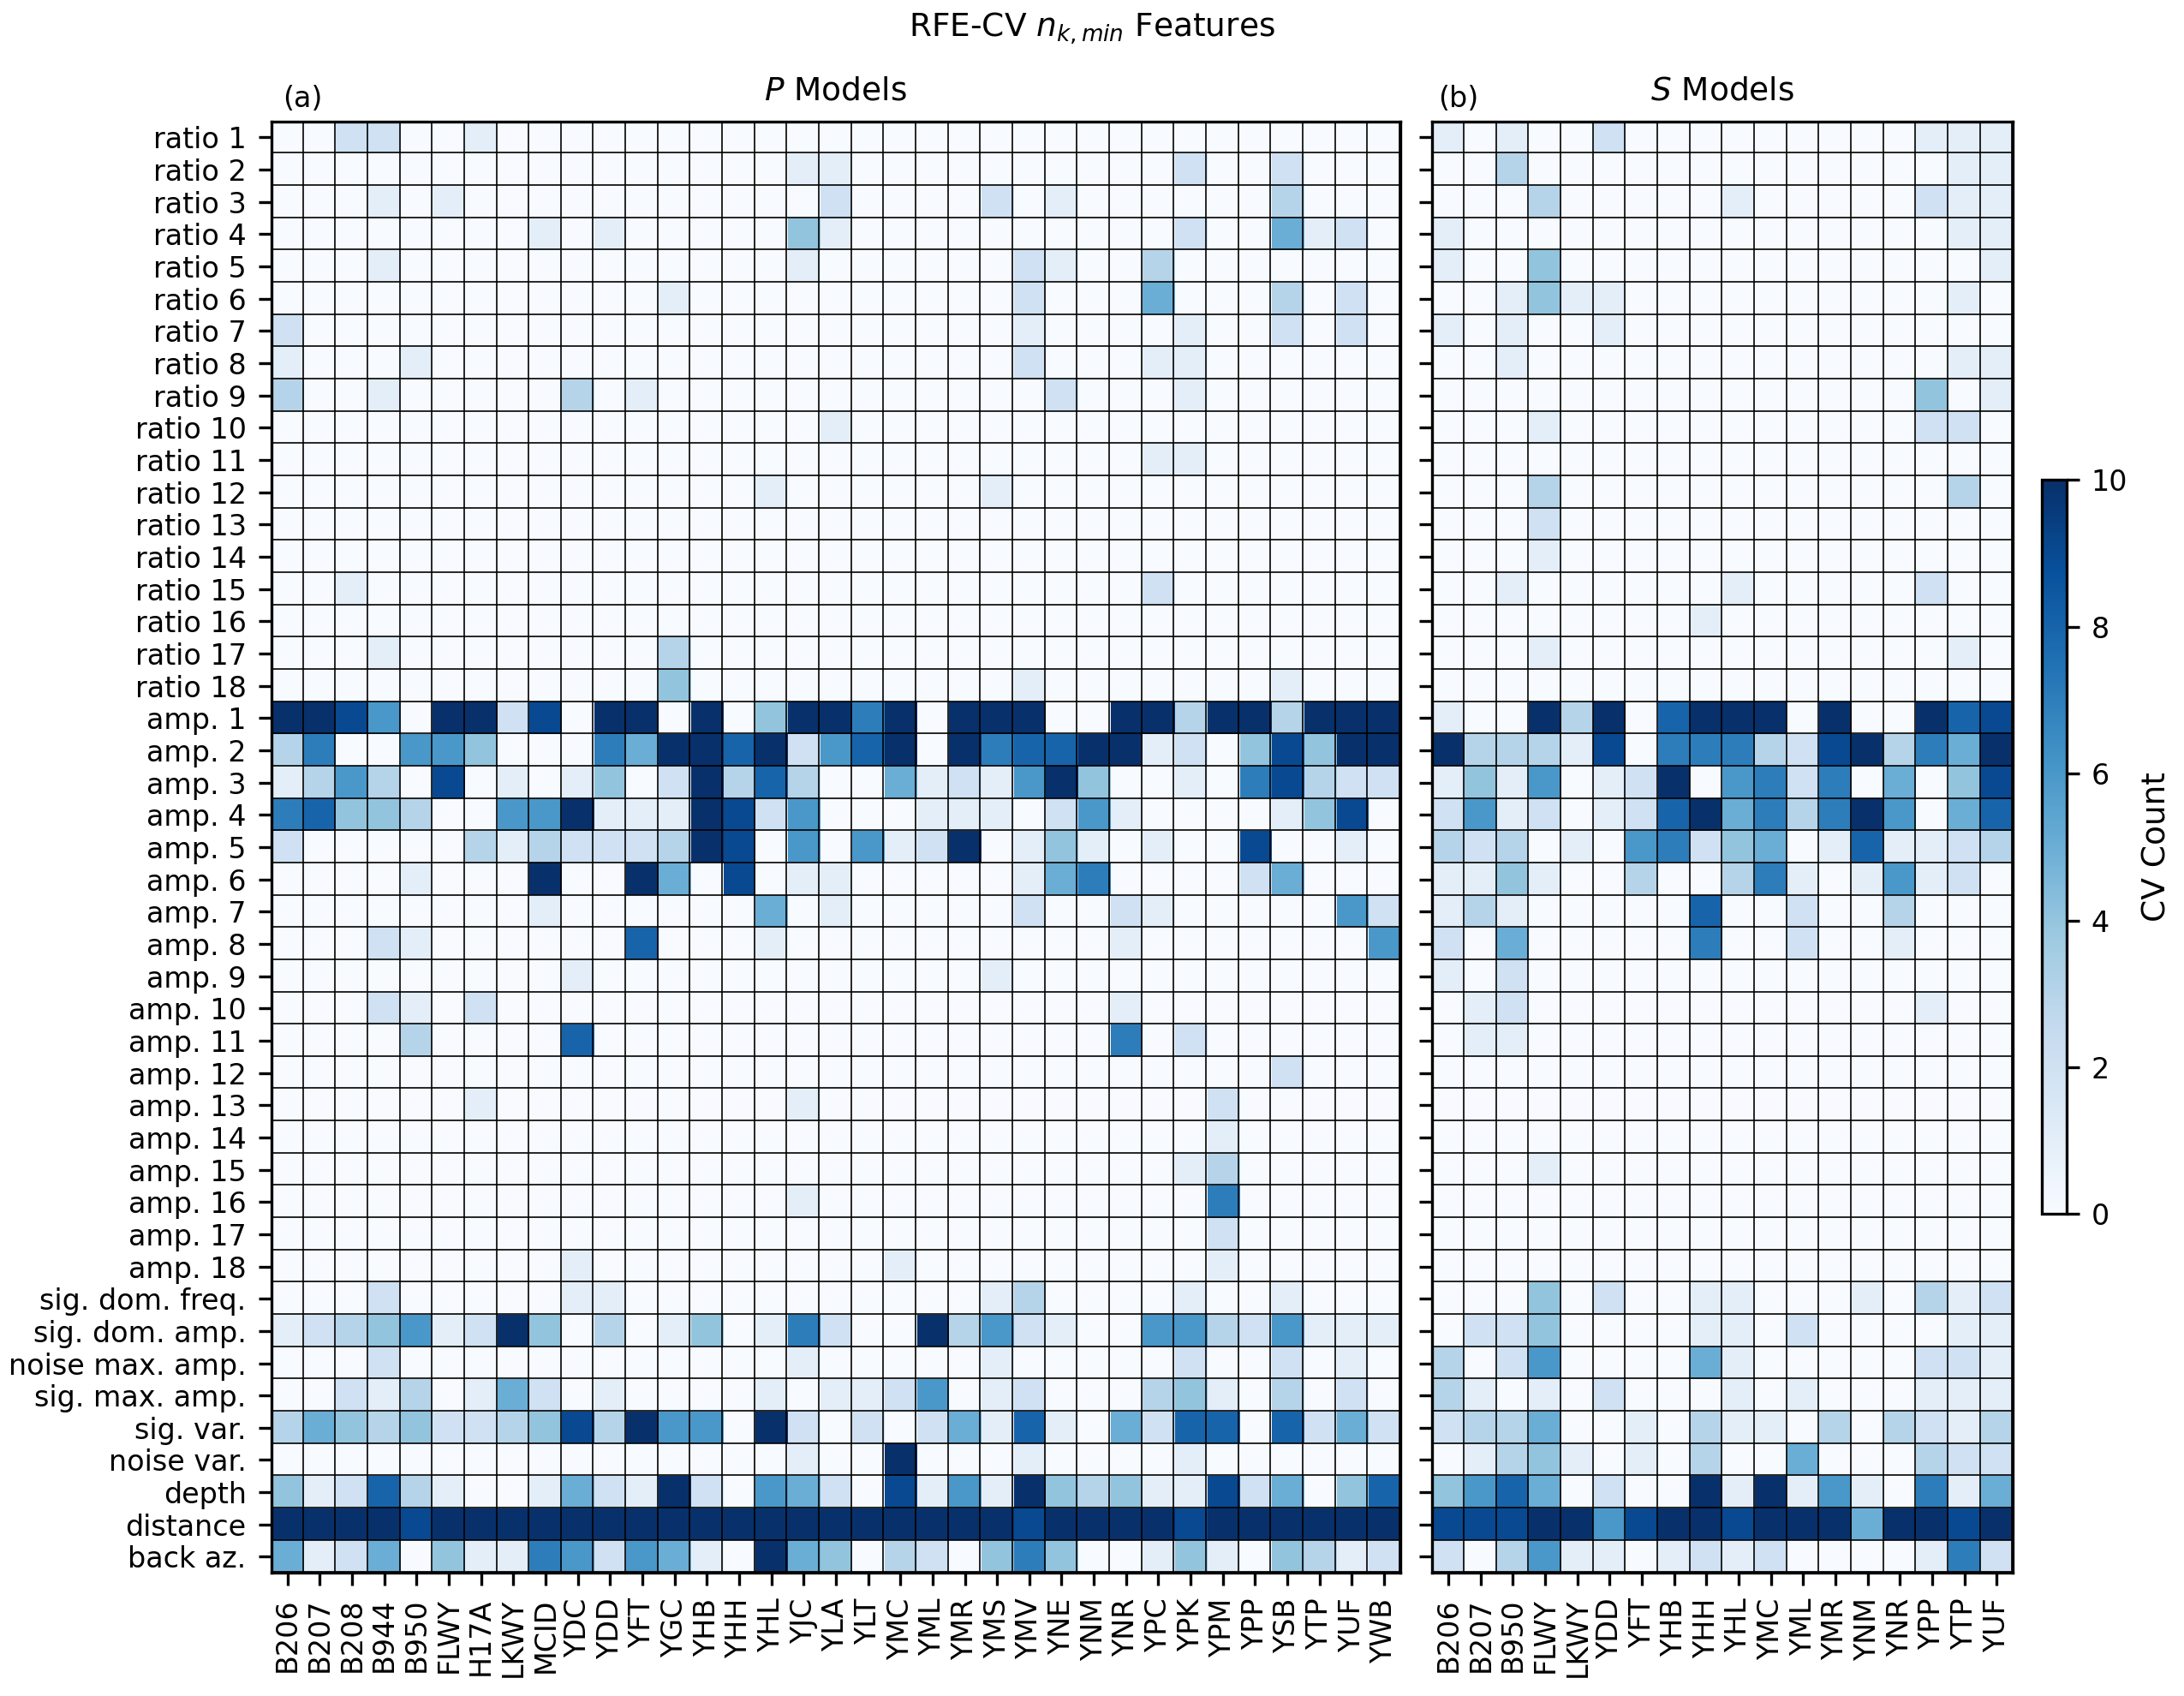 RFE-CV n_{k,min} Features
(a)
P Models
(b)
S Models
ratio 1
ratio 2
ratio 3
ratio 4
ratio 5
ratio 6
ratio 7
ratio 8
ratio 9
ratio 10
ratio 11
ratio 12
ratio 13
ratio 14
ratio 15
ratio 16
ratio 17
ratio 18
amp. 1
amp. 2
amp. 3
amp. 4
amp. 5
amp. 6
amp. 7
amp. 8
amp. 9
amp. 10
amp. 11
amp. 12
amp. 13
amp. 14
amp. 15
amp. 16
amp. 17
amp. 18
sig. dom. freq.
sig. dom. amp.
noise max. amp.
sig. max. amp.
sig. var.
noise var.
depth
distance
back az.
B206
B207
B208
B944
B950
FLWY
H17A
LKWY
MCID
YDC
YDD
YFT
YGC
YHB
YHH
YHL
YJC
YLA
YLT
YMC
YML
YMR
YMS
YMV
YNE
YNM
YNR
YPC
YPK
YPM
YPP
YSB
YTP
YUF
YWB
B206
B207
B950
FLWY
LKWY
YDD
YFT
YHB
YHH
YHL
YMC
YML
YMR
YNM
YNR
YPP
YTP
YUF
10
8
6
4
2
0
CV Count